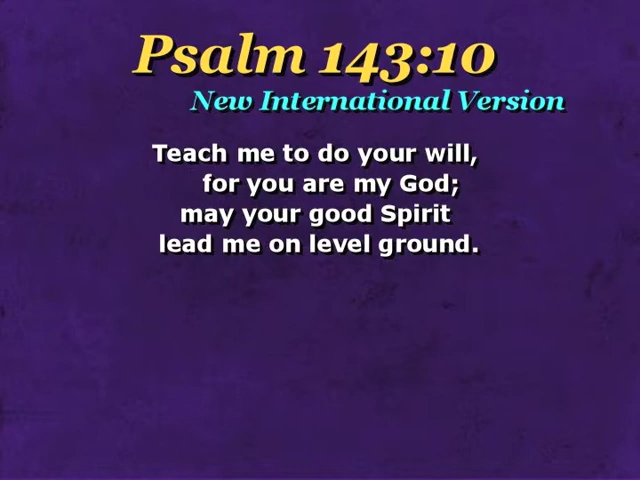 Psalm 143:10
New International Version
Teach me to do your will,
for you are my God;
may your good Spirit
lead me on level ground.